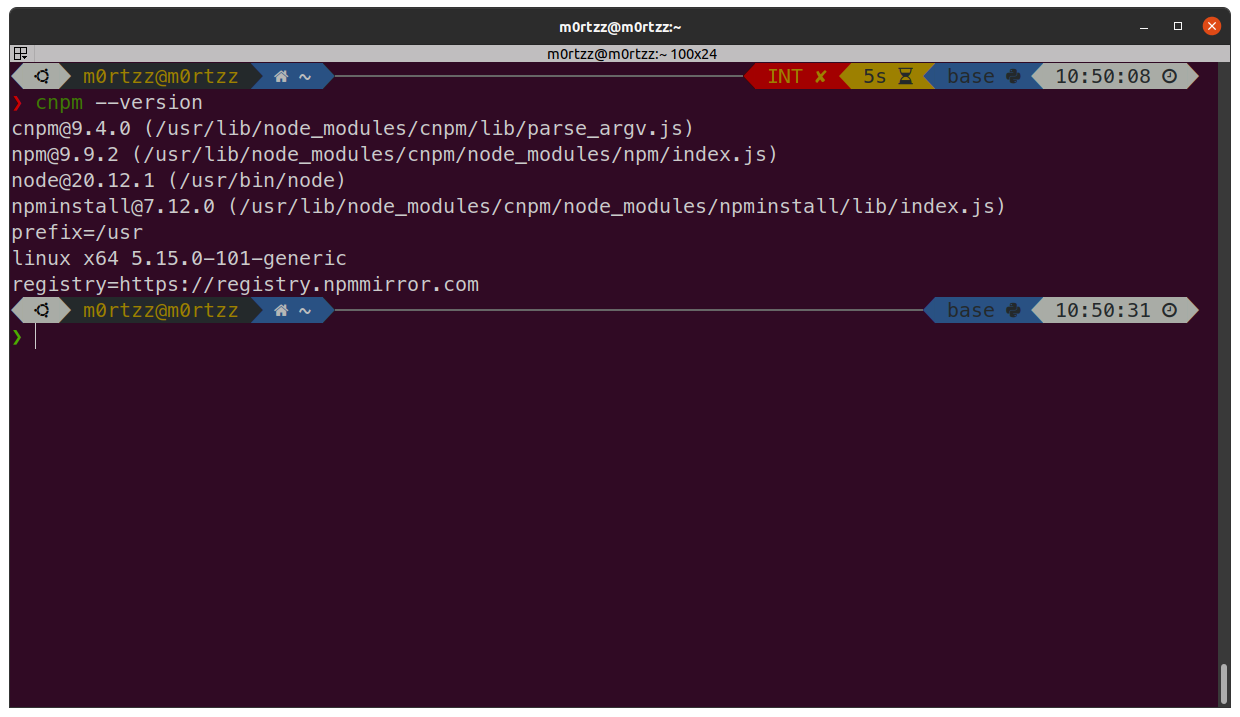 m0rtzz@m0rtzz:~
m0rtzz@m0rtzz:~ 100x24
m0rtzz@m0rtzz ~ INT ✘ 5s base 10:50:08
❯ cnpm --version
cnpm@9.4.0 (/usr/lib/node_modules/cnpm/lib/parse_argv.js)
npm@9.9.2 (/usr/lib/node_modules/cnpm/node_modules/npm/index.js)
node@20.12.1 (/usr/bin/node)
npminstall@7.12.0 (/usr/lib/node_modules/cnpm/node_modules/npminstall/lib/index.js)
prefix=/usr
linux x64 5.15.0-101-generic
registry=https://registry.npmmirror.com
m0rtzz@m0rtzz ~ base 10:50:31
❯